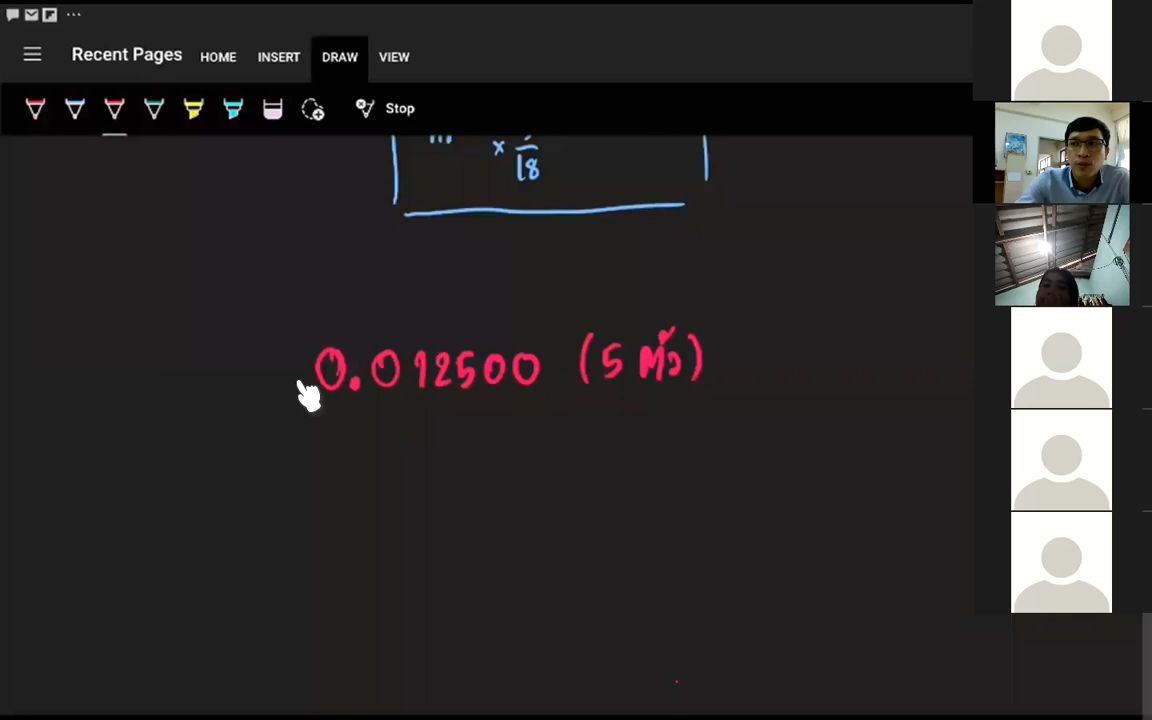 Recent Pages HOME INSERT DRAW VIEW
Stop
× 18
0.012500 (5 ตัว)